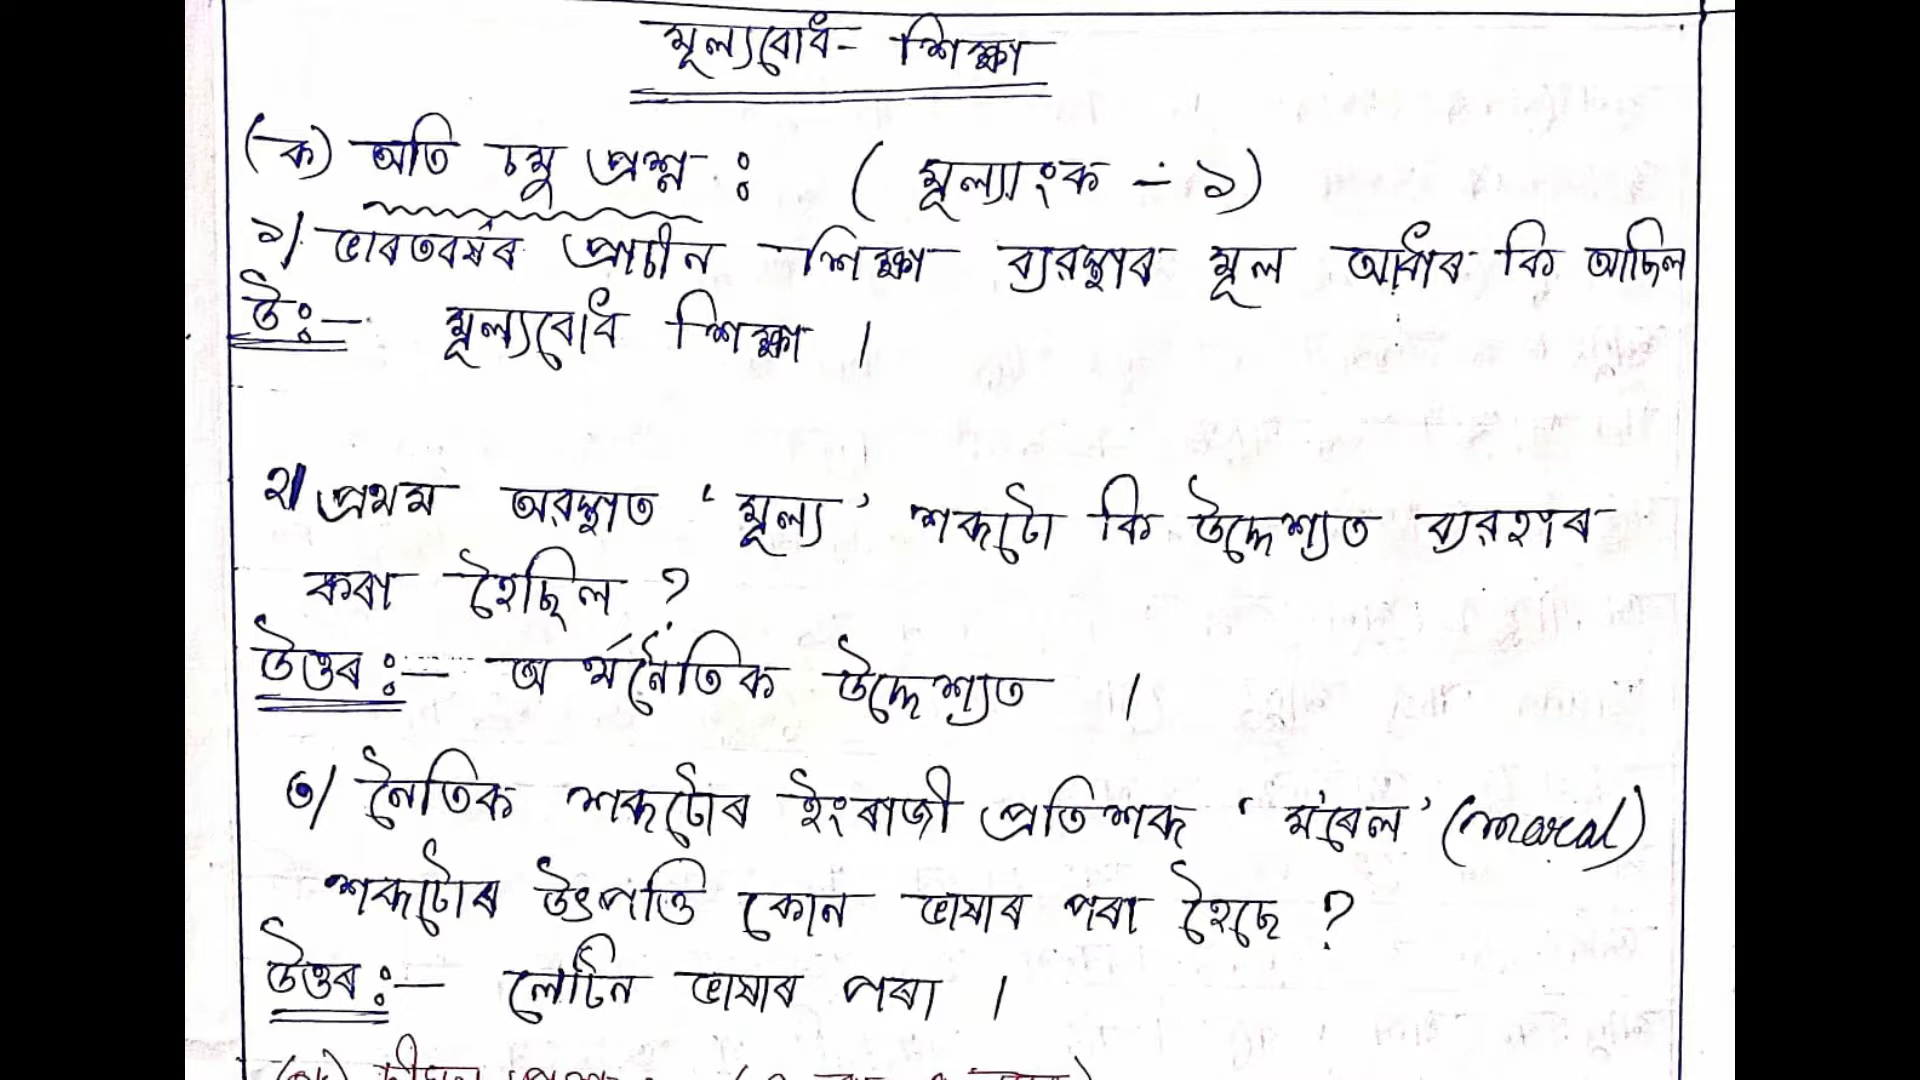 মূল্যবোধ- শিক্ষা
(ক) অতি চমু প্ৰশ্ন : ( মূল্যাংক - ১)
১/ ভাৰতবৰ্ষৰ প্ৰাচীন শিক্ষা ব্যৱস্থাৰ মূল আধাৰ কি আছিল
উঃ- মূল্যবোধ শিক্ষা ।
২/ প্ৰথম অৱস্থাত ‘ মূল্য ’ শব্দটো কি উদ্দেশ্যত ব্যৱহাৰ
কৰা হৈছিল ?
উত্তৰ :- অৰ্থনৈতিক উদ্দেশ্যত ।
৩/ নৈতিক শব্দটোৰ ইংৰাজী প্ৰতিশব্দ ‘ ম'ৰেল’ (moral)
শব্দটোৰ উৎপত্তি কোন ভাষাৰ পৰা হৈছে ?
উত্তৰ :- লেটিন ভাষাৰ পৰা ।